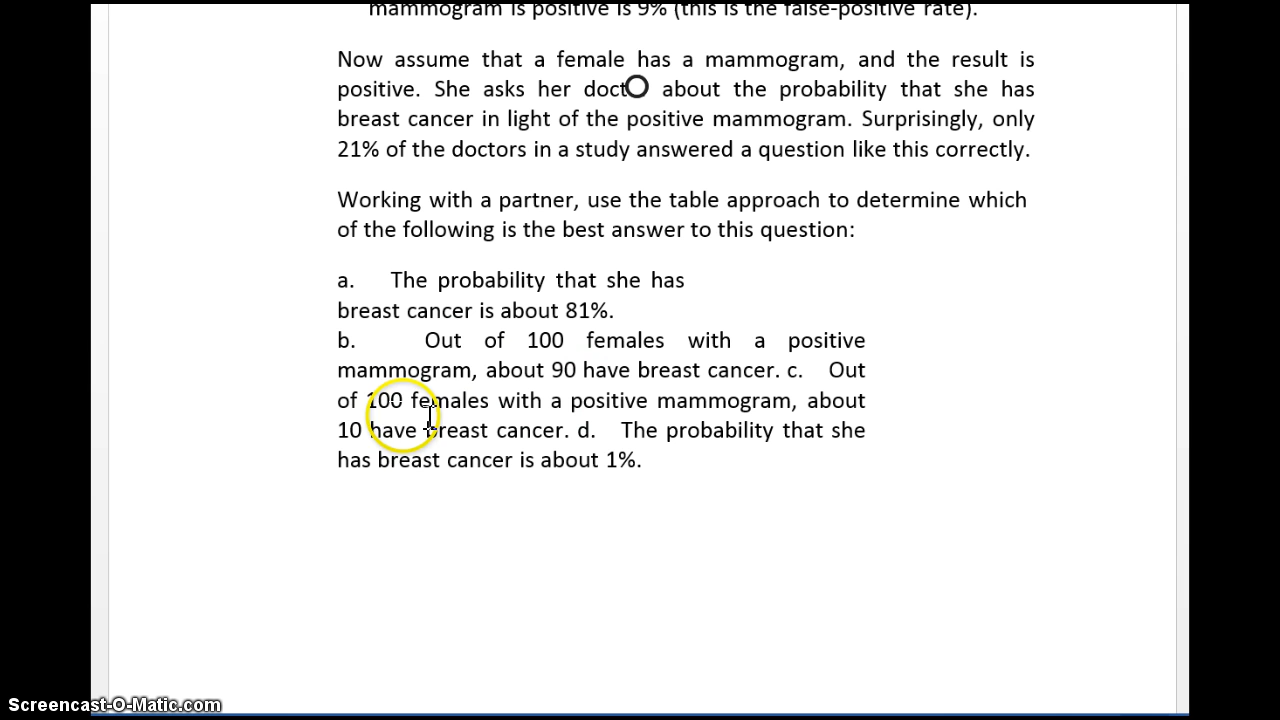 mammogram is positive is 9% (this is the false-positive rate).
Now assume that a female has a mammogram, and the result is
positive. She asks her doctO about the probability that she has
breast cancer in light of the positive mammogram. Surprisingly, only
21% of the doctors in a study answered a question like this correctly.
Working with a partner, use the table approach to determine which
of the following is the best answer to this question:
a. The probability that she has
breast cancer is about 81%.
b. Out of 100 females with a positive
mammogram, about 90 have breast cancer. c. Out
of 100 females with a positive mammogram, about
10 have breast cancer. d. The probability that she
has breast cancer is about 1%.
Screencast-O-Matic.com